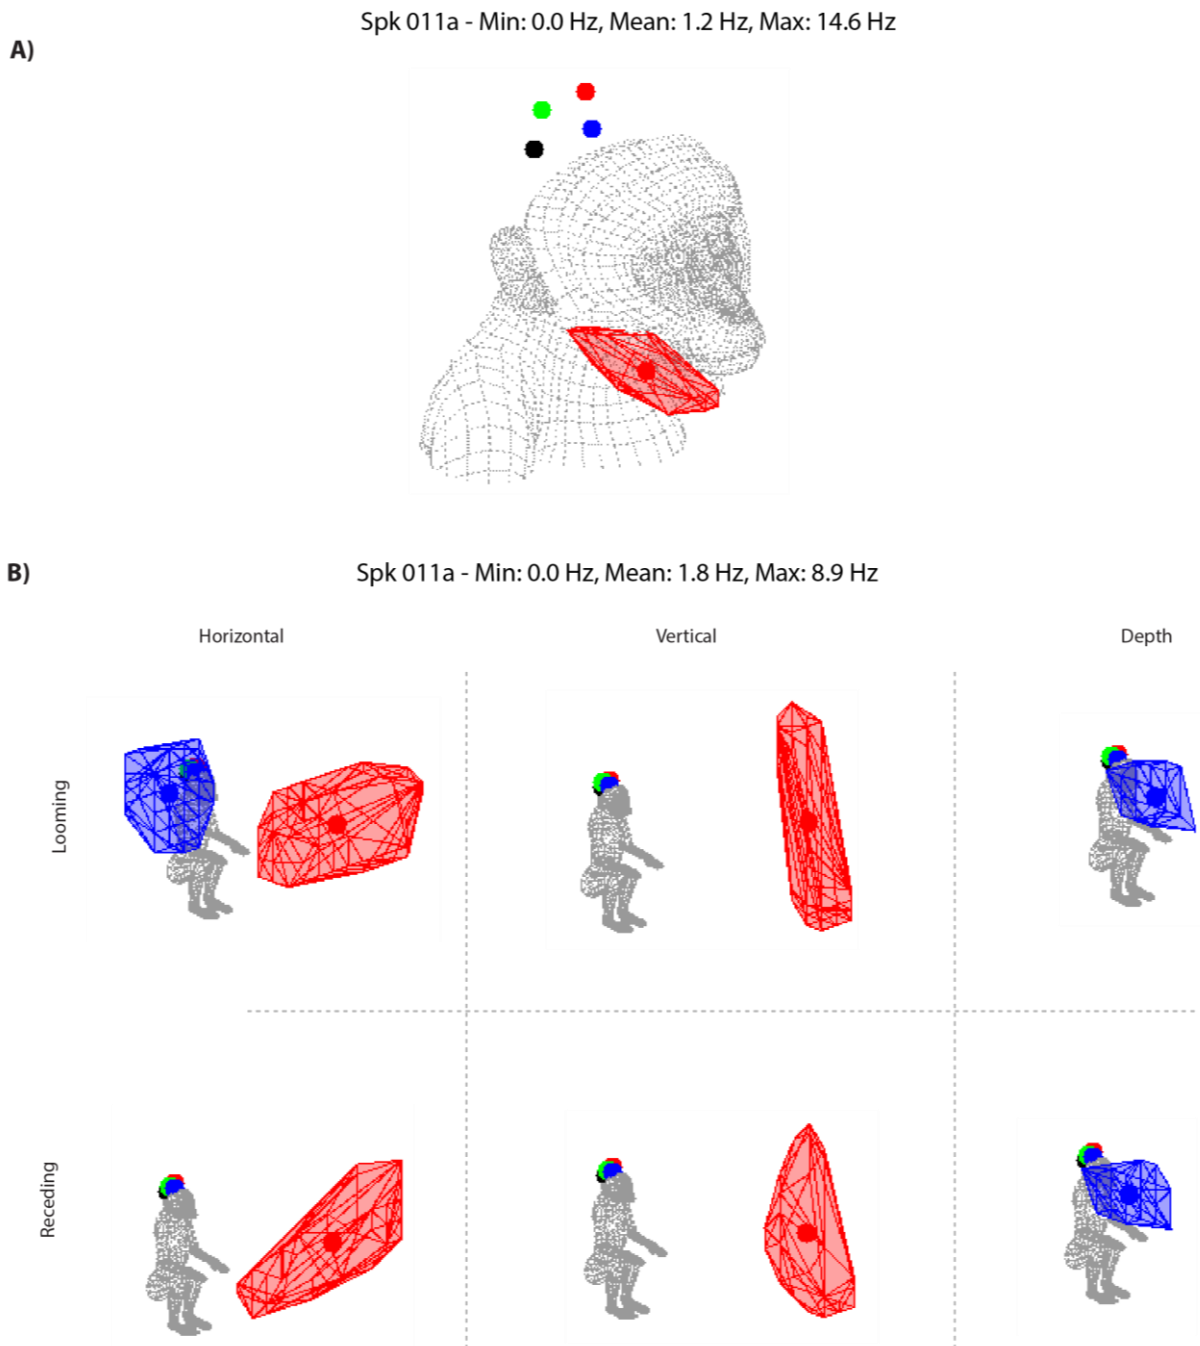 Spk 011a - Min: 0.0 Hz, Mean: 1.2 Hz, Max: 14.6 Hz
A)
B)
Spk 011a - Min: 0.0 Hz, Mean: 1.8 Hz, Max: 8.9 Hz
Horizontal
Vertical
Depth
Looming
Receding